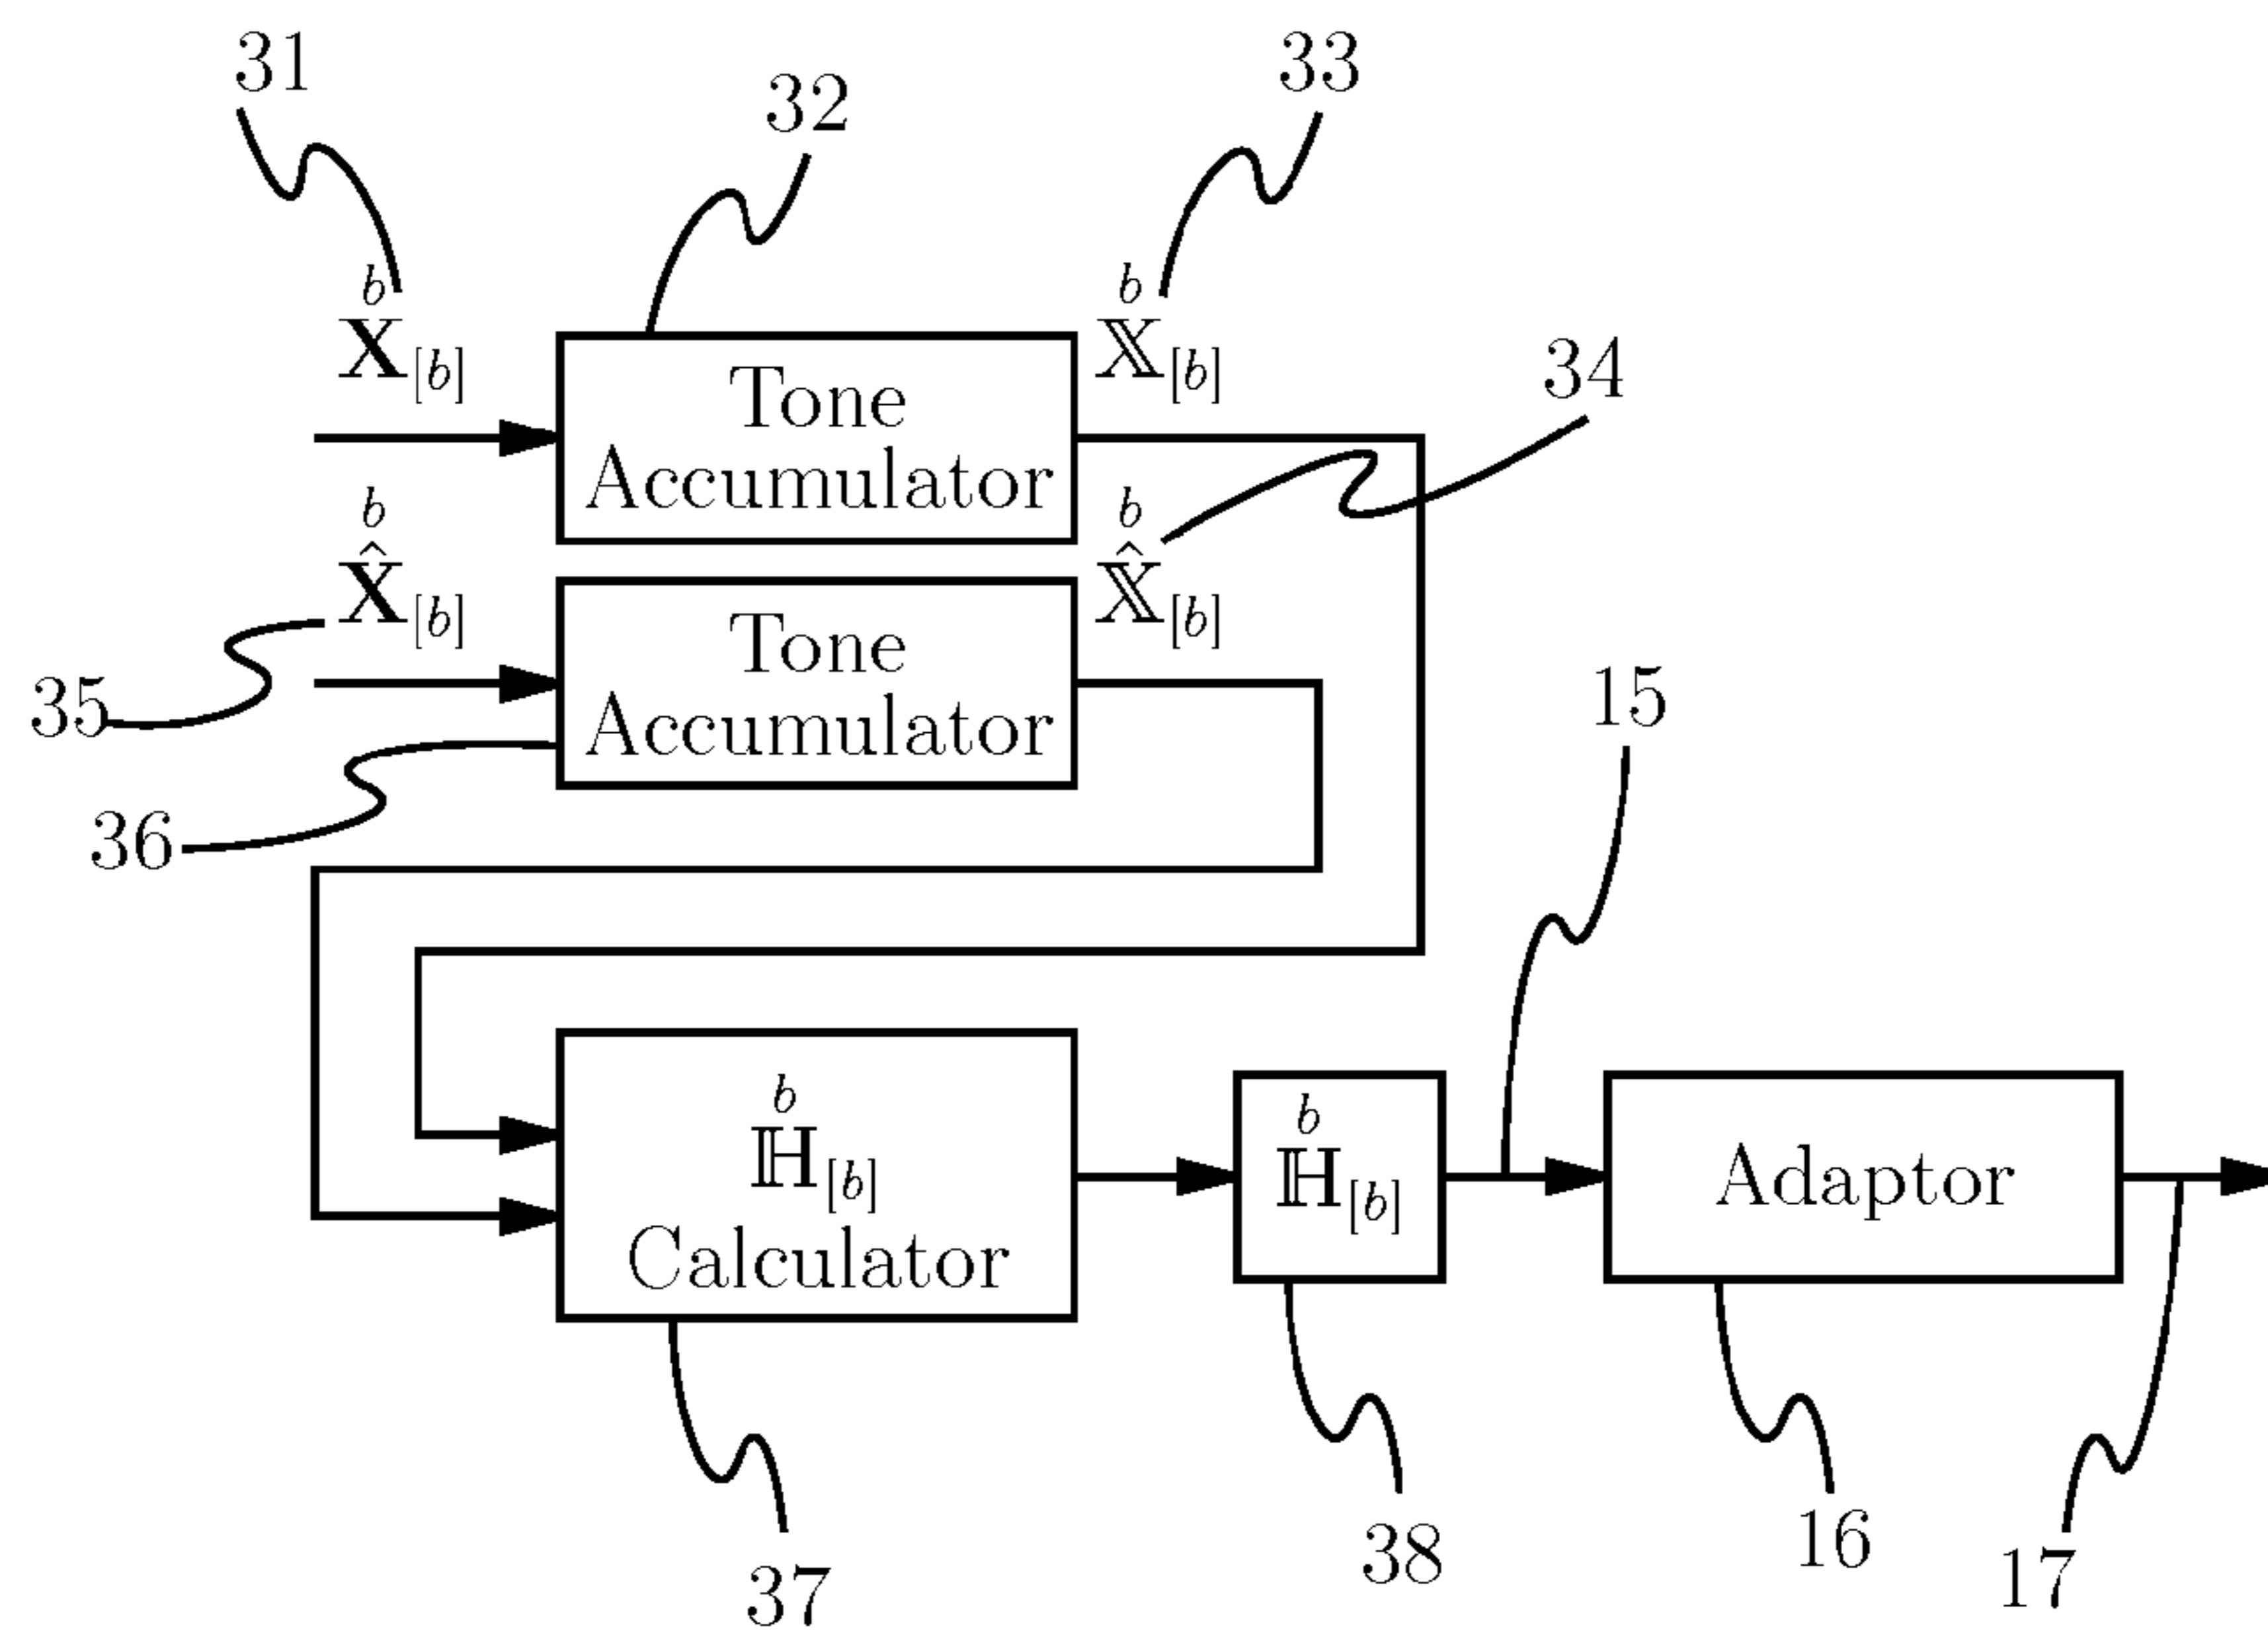 31
32
33
b
𝐗[b]
b
𝕏[b]
34
Tone
Accumulator
b
𝐗̂[b]
b
𝕏̂[b]
35
Tone
Accumulator
15
36
b
ℍ[b]
Calculator
b
ℍ[b]
Adaptor
37
38
16
17